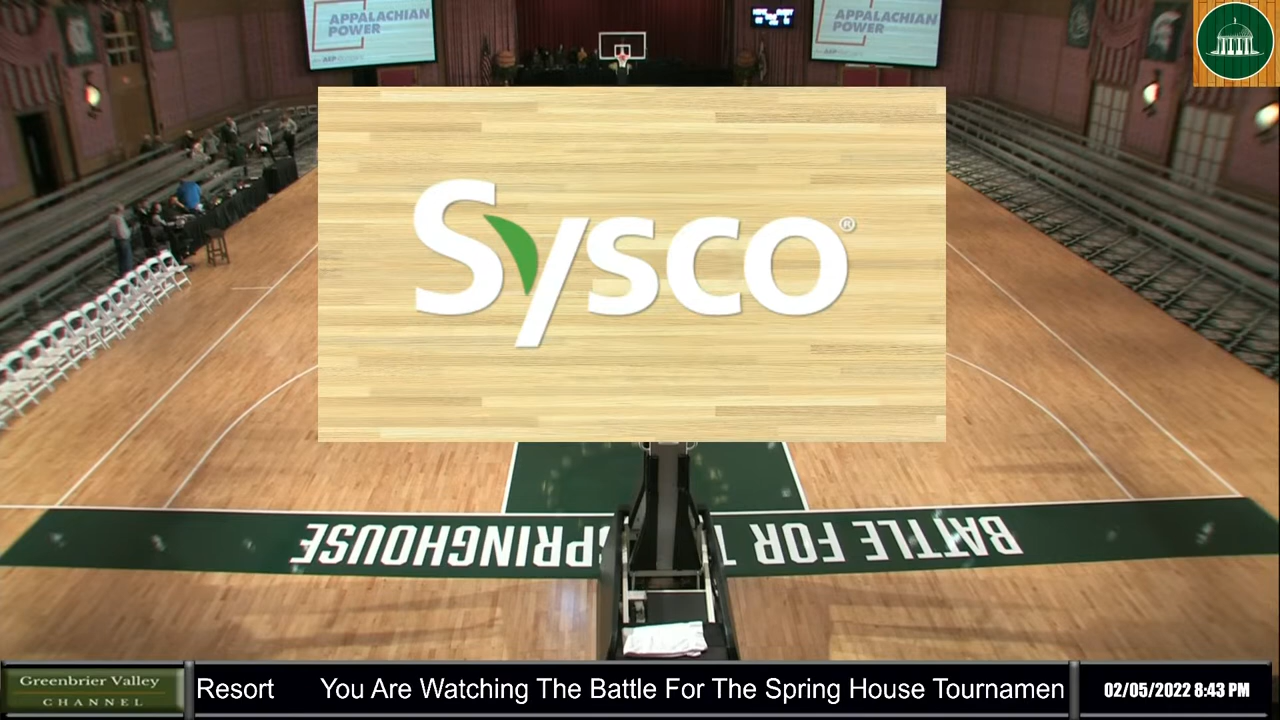 APPALACHIAN
POWER
APPALACHIAN
POWER
Sysco®
BATTLE FOR T
SPRINGHOUSE
Greenbrier Valley
CHANNEL
Resort You Are Watching The Battle For The Spring House Tournamen
02/05/2022 8:43 PM